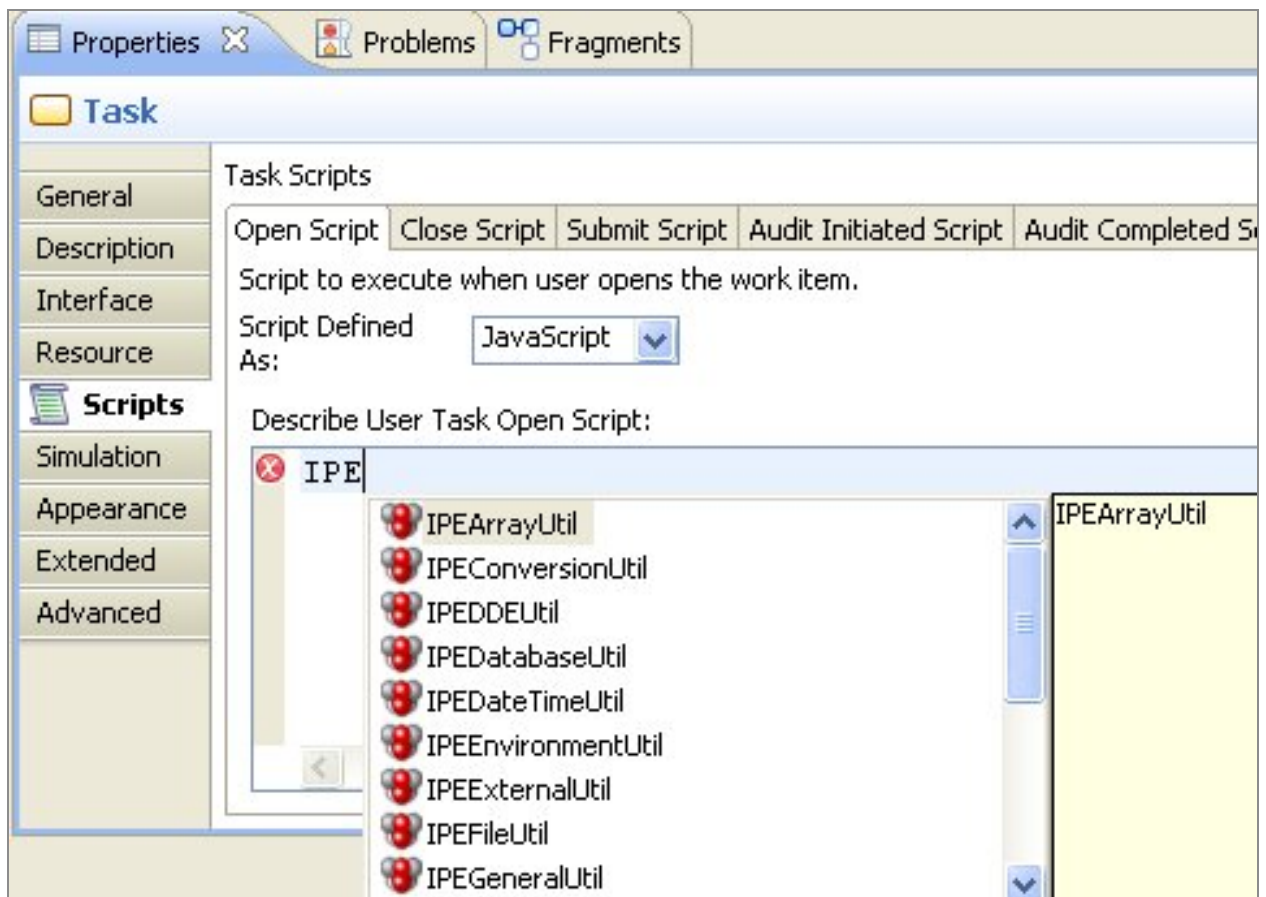 Properties Problems Fragments
Task
General
Description
Interface
Resource
Scripts
Simulation
Appearance
Extended
Advanced
Task Scripts
Open Script Close Script Submit Script Audit Initiated Script Audit Completed
Script to execute when user opens the work item.
Script Defined
As:
JavaScript
Describe User Task Open Script:
IPE
IPEArrayUtil
IPEConversionUtil
IPEDDEUtil
IPEDatabaseUtil
IPEDateTimeUtil
IPEEnvironmentUtil
IPEExternalUtil
IPEFileUtil
IPEGeneralUtil
IPEArrayUtil